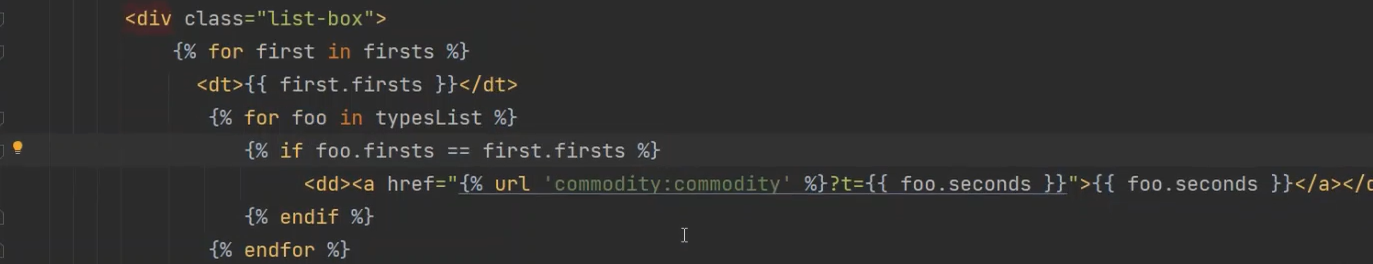 <div class="list-box">
{% for first in firsts %}
<dt>{{ first.firsts }}</dt>
{% for foo in typesList %}
{% if foo.firsts == first.firsts %}
<dd><a href="{% url 'commodity:commodity' %}?t={{ foo.seconds }}">{{ foo.seconds }}</a></
{% endif %}
{% endfor %}